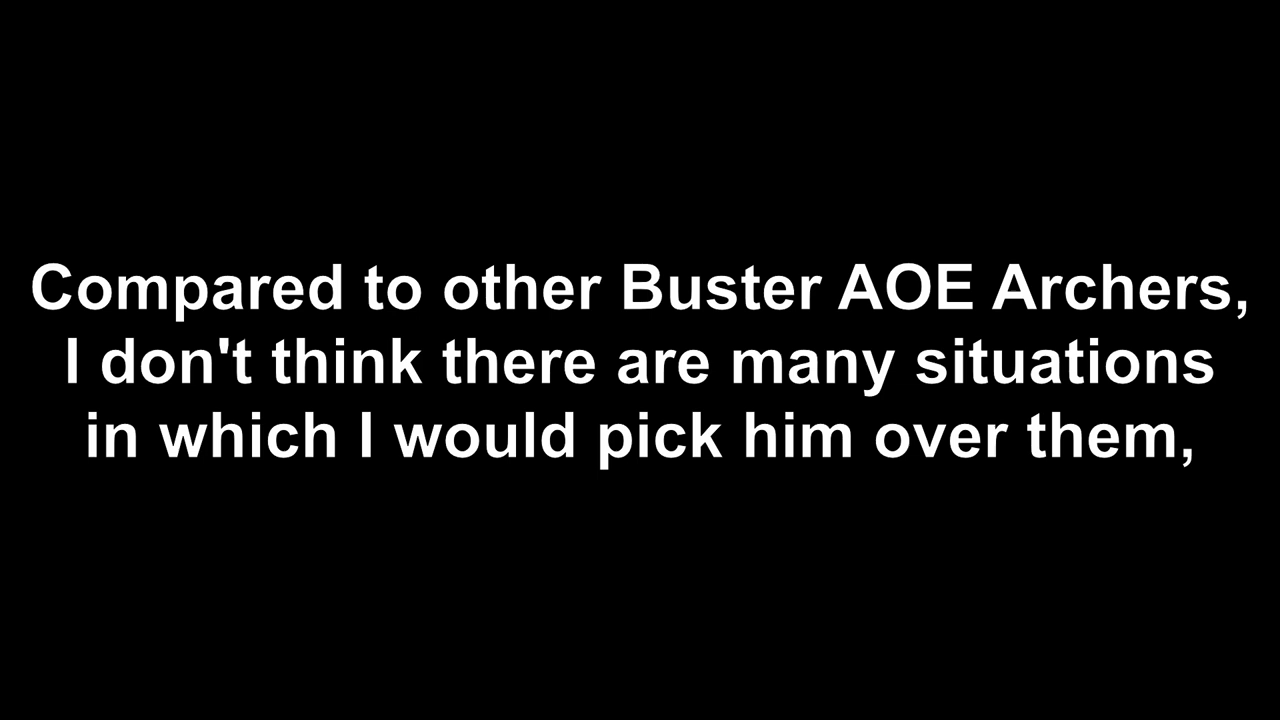 Compared to other Buster AOE Archers,
I don't think there are many situations
in which I would pick him over them,